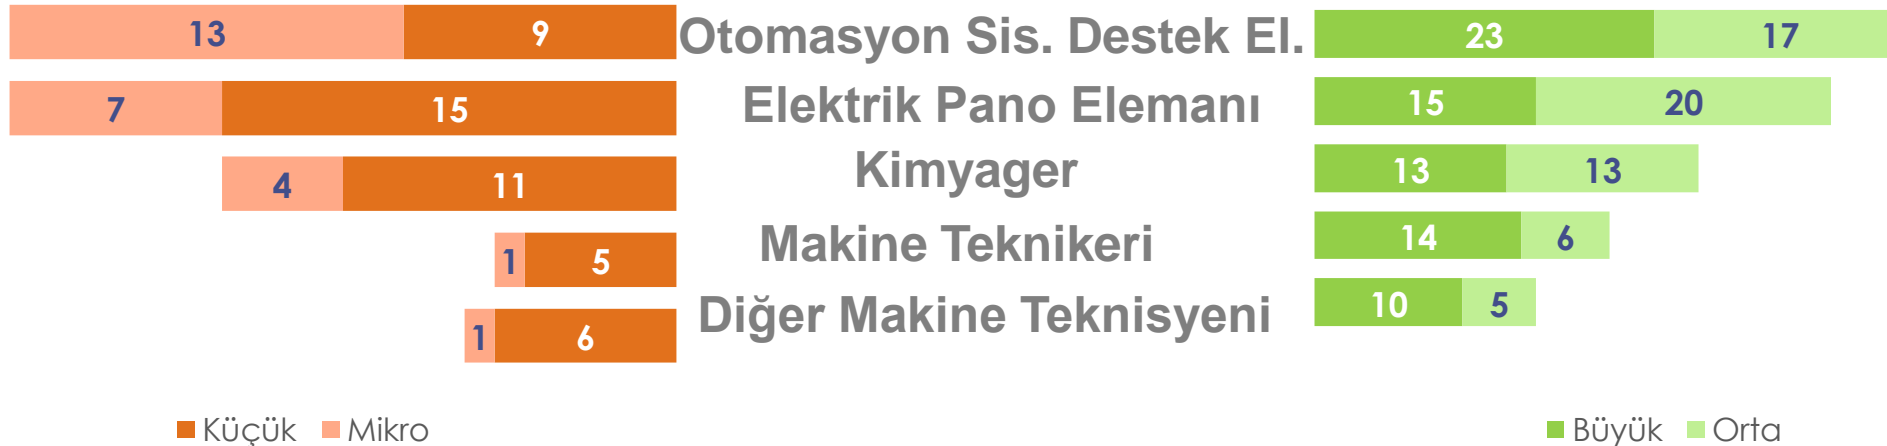 13 9 Otomasyon Sis. Destek El. 23 17
7 15 Elektrik Pano Elemanı 15 20
4 11 Kimyager 13 13
1 5 Makine Teknikeri 14 6
1 6 Diğer Makine Teknisyeni 10 5
Küçük Mikro Büyük Orta